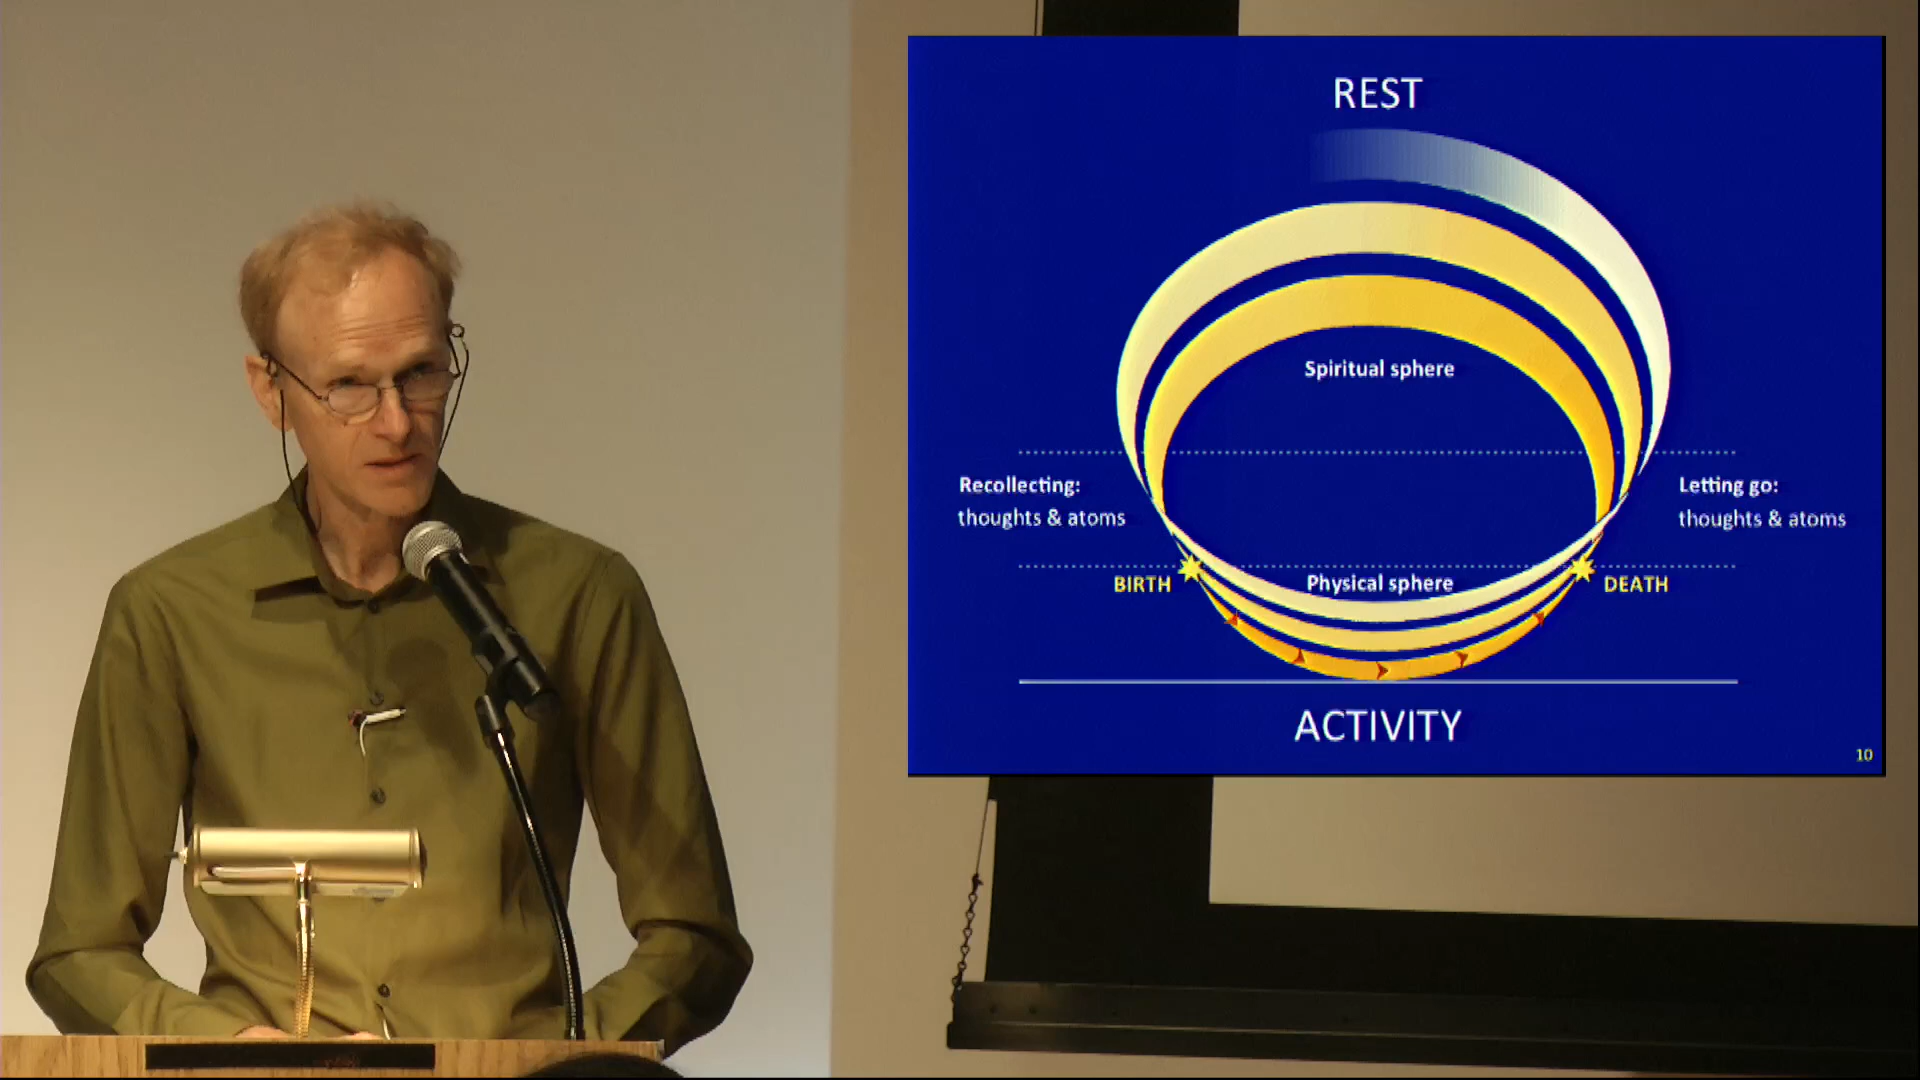 REST
Spiritual sphere
Recollecting:
thoughts & atoms
Letting go:
thoughts & atoms
BIRTH
Physical sphere
DEATH
ACTIVITY
10